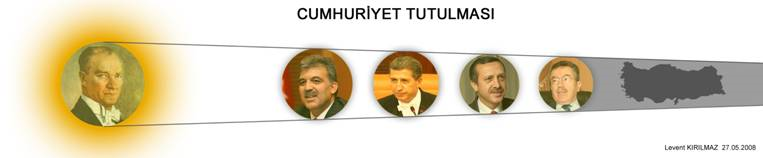 CUMHURİYET TUTULMASI
Levent KIRILMAZ 27.05.2008